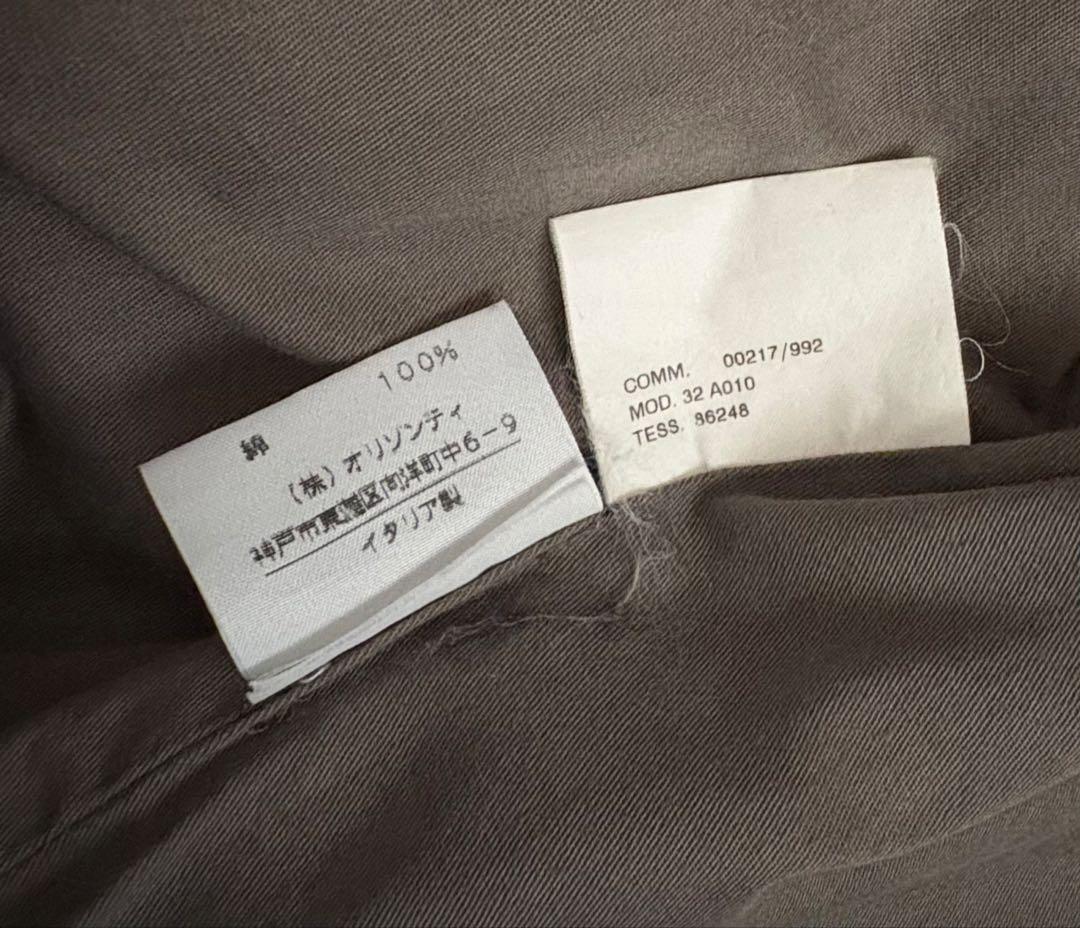 100%
綿
(株)オリゾンティ
神戸市東灘区向洋町中6-9
イタリア製
COMM. 00217/992
MOD. 32 A010
TESS. 86248